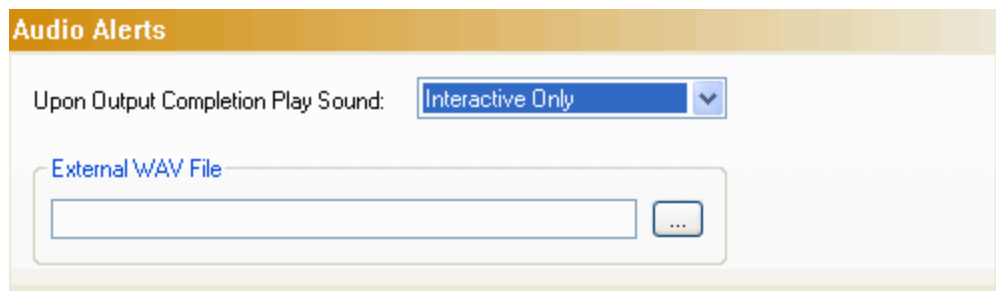 Audio Alerts
Upon Output Completion Play Sound: Interactive Only
External WAV File
...